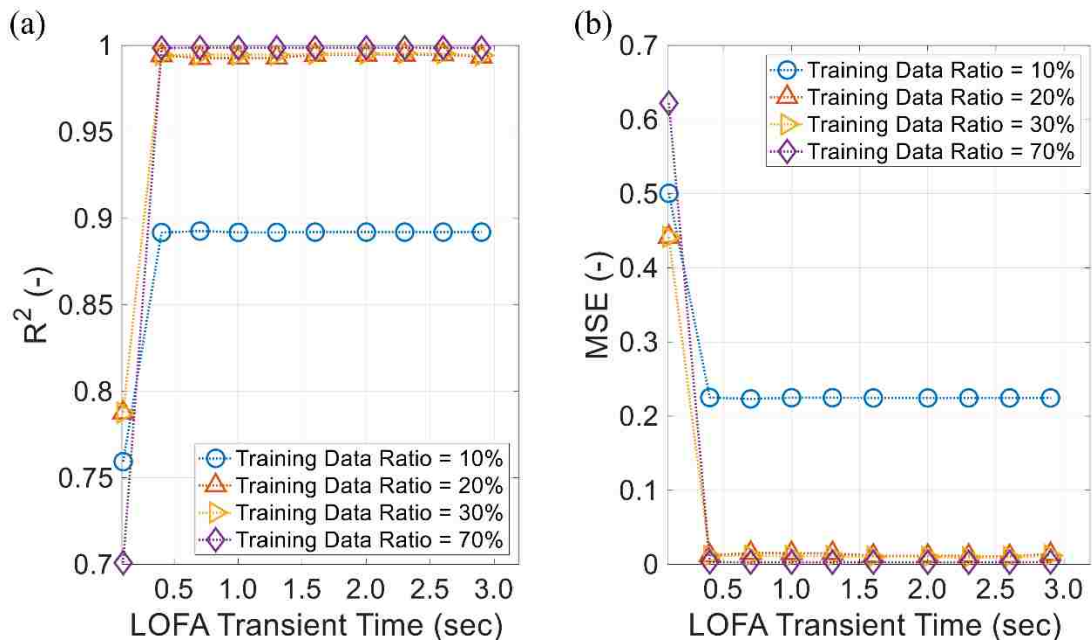 (a)
1
0.95
0.9
0.85
0.8
0.75
0.7
R² (-)
Training Data Ratio = 10%
Training Data Ratio = 20%
Training Data Ratio = 30%
Training Data Ratio = 70%
0.5 1.0 1.5 2.0 2.5 3.0
LOFA Transient Time (sec)
(b)
0.7
0.6
0.5
0.4
0.3
0.2
0.1
0
MSE (-)
Training Data Ratio = 10%
Training Data Ratio = 20%
Training Data Ratio = 30%
Training Data Ratio = 70%
0.5 1.0 1.5 2.0 2.5 3.0
LOFA Transient Time (sec)